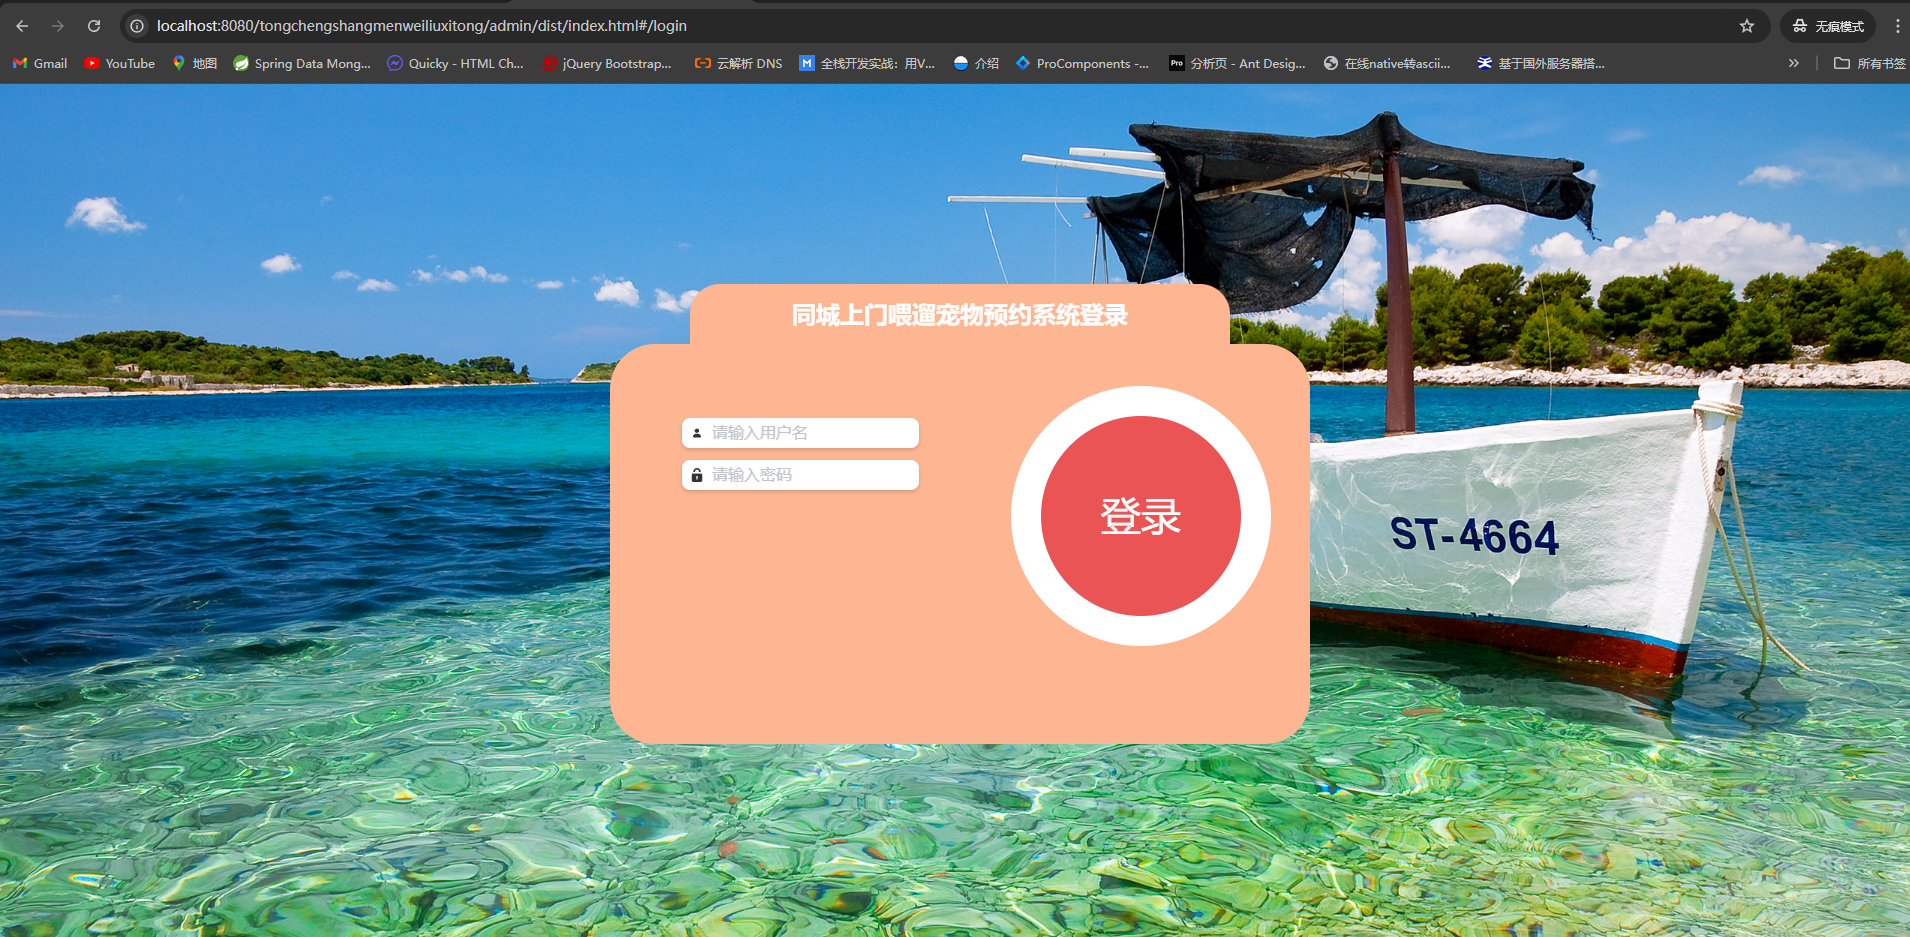 localhost:8080/tongchengshangmenweiliuxitong/admin/dist/index.html#/login
无痕模式
Gmail
YouTube
地图
Spring Data Mong...
Quicky - HTML Ch...
jQuery Bootstrap...
云解析 DNS
全栈开发实战：用V...
介绍
ProComponents -...
Pro
分析页 - Ant Desig...
在线native转ascii...
基于国外服务器搭...
所有书签
同城上门喂遛宠物预约系统登录
请输入用户名
请输入密码
登录
ST-4664